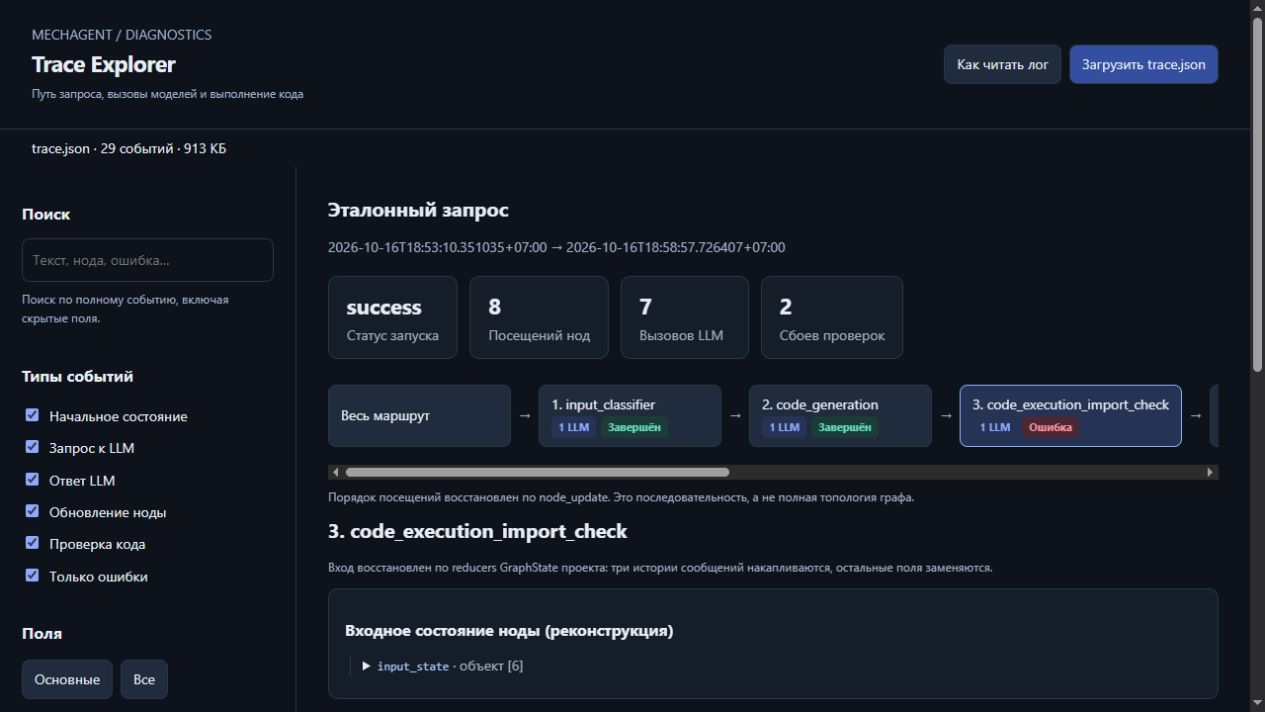 MECHAGENT / DIAGNOSTICS
Trace Explorer
Путь запроса, вызовы моделей и выполнение кода
Как читать лог
Загрузить trace.json
trace.json · 29 событий · 913 КБ
Поиск
Текст, нода, ошибка...
Поиск по полному событию, включая
скрытые поля.
Типы событий
Начальное состояние
Запрос к LLM
Ответ LLM
Обновление ноды
Проверка кода
Только ошибки
Поля
Основные
Все
Эталонный запрос
2026-10-16T18:53:10.351035+07:00 → 2026-10-16T18:58:57.726407+07:00
success
Статус запуска
8
Посещений нод
7
Вызовов LLM
2
Сбоев проверок
Весь маршрут
→
1. input_classifier
1 LLM Завершён
→
2. code_generation
1 LLM Завершён
→
3. code_execution_import_check
1 LLM Ошибка
→
Порядок посещений восстановлен по node_update. Это последовательность, а не полная топология графа.
3. code_execution_import_check
Вход восстановлен по reducers GraphState проекта: три истории сообщений накапливаются, остальные поля заменяются.
Входное состояние ноды (реконструкция)
▶ input_state · объект [6]